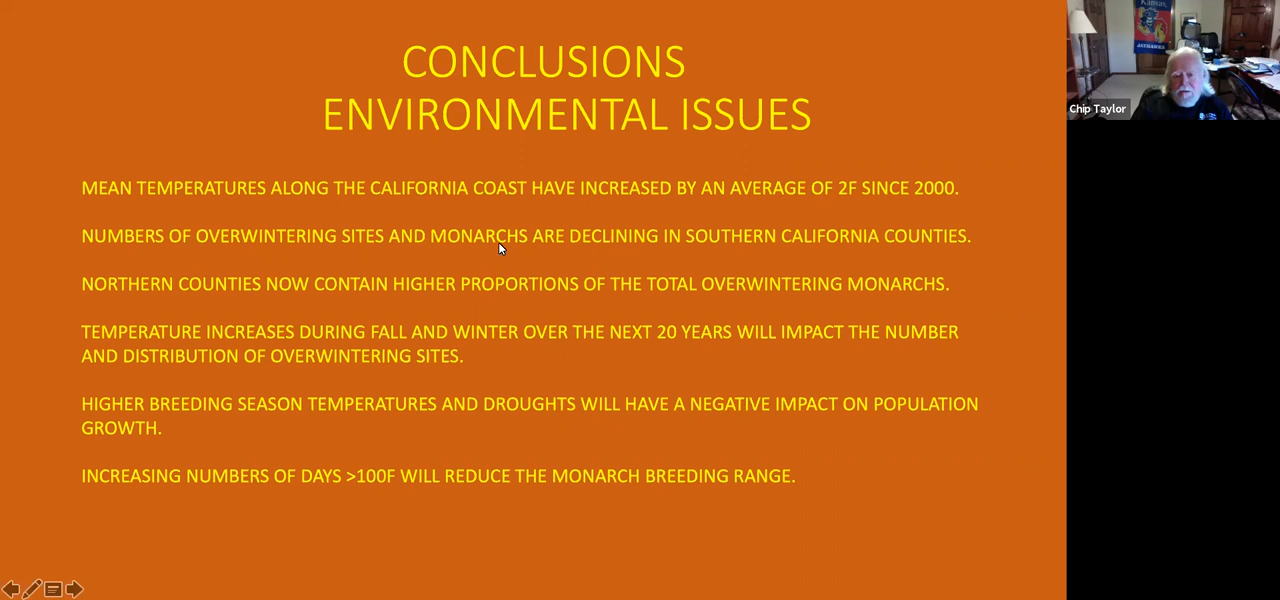 CONCLUSIONS
ENVIRONMENTAL ISSUES
MEAN TEMPERATURES ALONG THE CALIFORNIA COAST HAVE INCREASED BY AN AVERAGE OF 2F SINCE 2000.
NUMBERS OF OVERWINTERING SITES AND MONARCHS ARE DECLINING IN SOUTHERN CALIFORNIA COUNTIES.
NORTHERN COUNTIES NOW CONTAIN HIGHER PROPORTIONS OF THE TOTAL OVERWINTERING MONARCHS.
TEMPERATURE INCREASES DURING FALL AND WINTER OVER THE NEXT 20 YEARS WILL IMPACT THE NUMBER
AND DISTRIBUTION OF OVERWINTERING SITES.
HIGHER BREEDING SEASON TEMPERATURES AND DROUGHTS WILL HAVE A NEGATIVE IMPACT ON POPULATION
GROWTH.
INCREASING NUMBERS OF DAYS >100F WILL REDUCE THE MONARCH BREEDING RANGE.
Kansas
JAYHAWKS
Chip Taylor